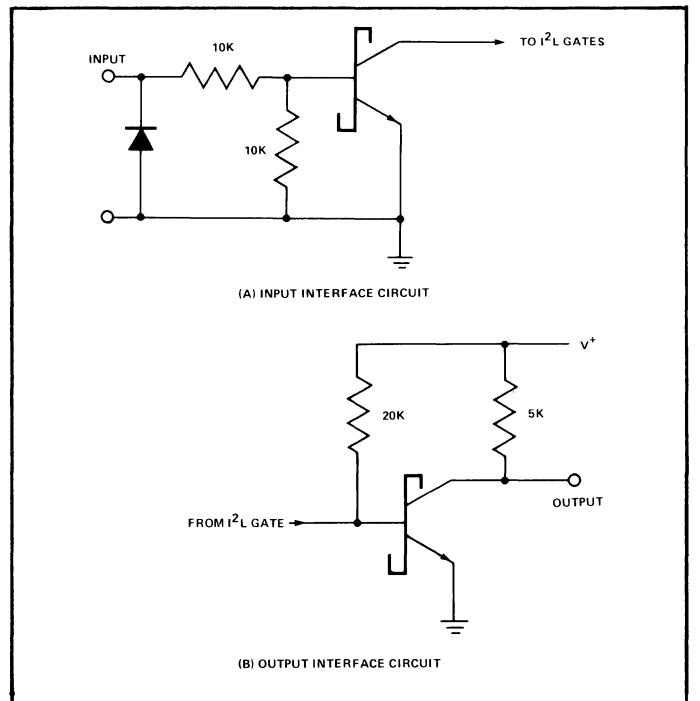 10K
INPUT
TO I²L GATES
10K
(A) INPUT INTERFACE CIRCUIT
V⁺
20K
5K
FROM I²L GATE
OUTPUT
(B) OUTPUT INTERFACE CIRCUIT